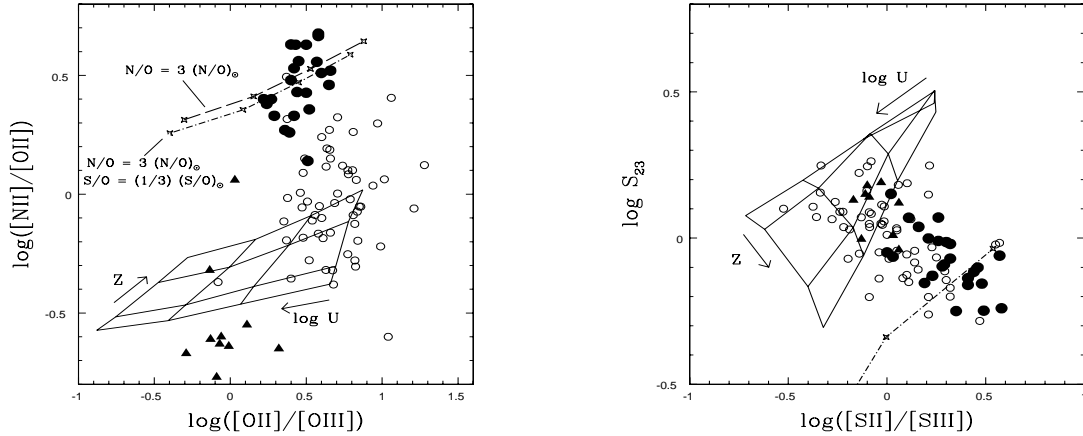 log([NII]/[OII])
0.5
0
-0.5
N/O = 3 (N/O)⊙
N/O = 3 (N/O)⊙
S/O = (1/3) (S/O)⊙
Z
log U
-1 -0.5 0 0.5 1 1.5
log([OII]/[OIII])
log S23
0.5
0
-0.5
log U
Z
-1 -0.5 0 0.5 1
log([SII]/[SIII])